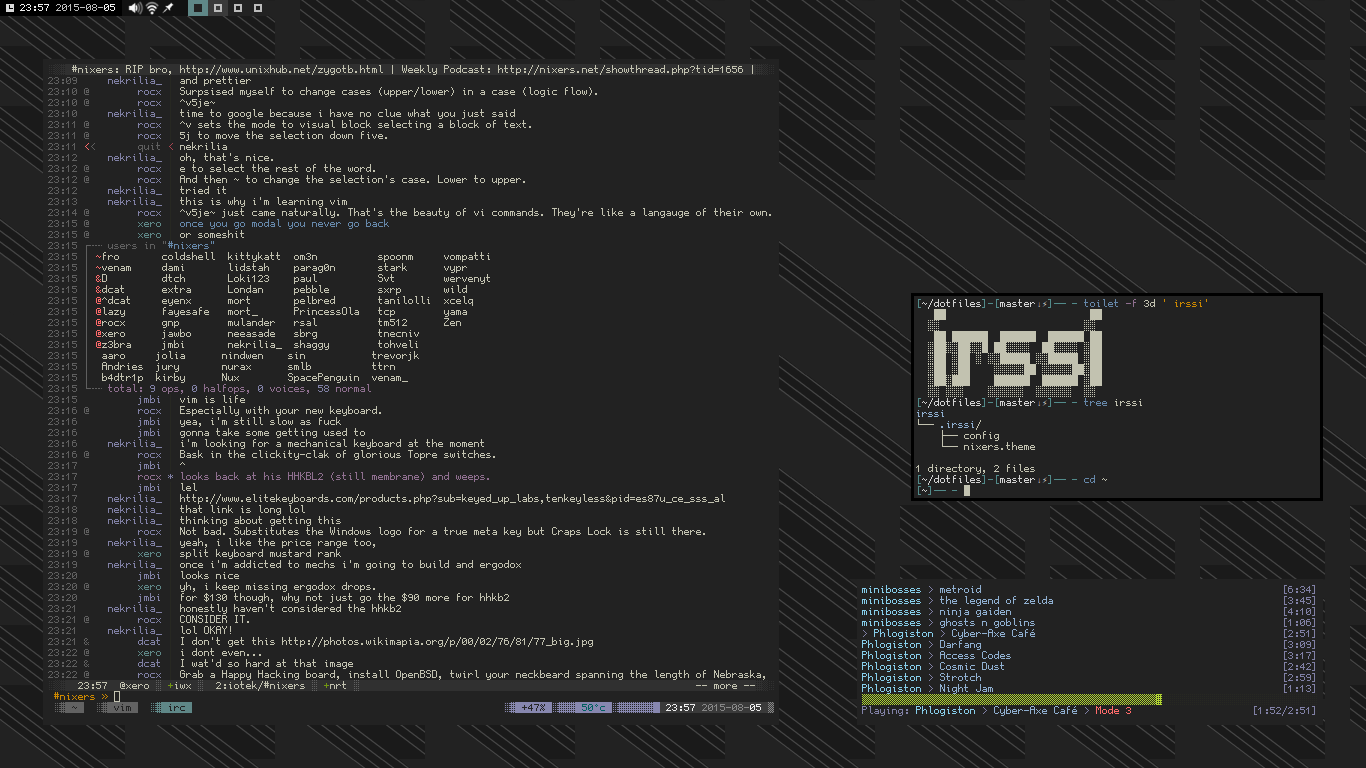 23:57 2015-08-05
#nixers: RIP bro, http://www.unixhub.net/zygotb.html | Weekly Podcast: http://nixers.net/showthread.php?tid=1656 |
23:09 nekrilia_ and prettier
23:10 @ rocx Surpsised myself to change cases (upper/lower) in a case (logic flow).
23:10 @ rocx ^v5je~
23:10 nekrilia_ time to google because i have no clue what you just said
23:11 @ rocx ^v sets the mode to visual block selecting a block of text.
23:11 @ rocx 5j to move the selection down five.
23:11 << quit < nekrilia
23:12 nekrilia_ oh, that's nice.
23:12 @ rocx e to select the rest of the word.
23:12 @ rocx And then ~ to change the selection's case. Lower to upper.
23:12 nekrilia_ tried it
23:13 nekrilia_ this is why i'm learning vim
23:14 @ rocx ^v5je~ just came naturally. That's the beauty of vi commands. They're like a langauge of their own.
23:15 @ xero once you go modal you never go back
23:15 @ xero or someshit
23:15 ┌── users in "#nixers"
23:15 │ ~fro coldshell kittykatt om3n spoonm vompatti
23:15 │ ~venam dami lidstah parag0n stark vypr
23:15 │ &D dtch Loki123 paul Svt wervenyt
23:15 │ &dcat extra Londan pebble sxrp wild
23:15 │ @^dcat eyenx mort pelbred tanilolli xcelq
23:15 │ @lazy fayesafe mort_ PrincessOla tcp yama
23:15 │ @rocx gnp mulander rsal tm512 Zen
23:15 │ @xero jawbo neeasade sbrg tnecniv
23:15 │ @z3bra jmbi nekrilia_ shaggy tohveli
23:15 │ aaro jolia nindwen sin trevorjk
23:15 │ Andries jury nurax smlb ttrn
23:15 │ b4dtr1p kirby Nux SpacePenguin venam_
23:15 └── total: 9 ops, 0 halfops, 0 voices, 58 normal
23:15 jmbi vim is life
23:16 @ rocx Especially with your new keyboard.
23:16 jmbi yea, i'm still slow as fuck
23:16 jmbi gonna take some getting used to
23:16 nekrilia_ i'm looking for a mechanical keyboard at the moment
23:16 @ rocx Bask in the clickity-clak of glorious Topre switches.
23:17 jmbi ^
23:17 rocx * looks back at his HHKBL2 (still membrane) and weeps.
23:17 jmbi lel
23:17 nekrilia_ http://www.elitekeyboards.com/products.php?sub=keyed_up_labs,tenkeyless&pid=es87u_ce_sss_al
23:18 nekrilia_ that link is long lol
23:18 nekrilia_ thinking about getting this
23:19 @ rocx Not bad. Substitutes the Windows logo for a true meta key but Craps Lock is still there.
23:19 nekrilia_ yeah, i like the price range too,
23:19 @ xero split keyboard mustard rank
23:19 nekrilia_ once i'm addicted to mechs i'm going to build and ergodox
23:20 jmbi looks nice
23:20 @ xero yh, i keep missing ergodox drops.
23:20 jmbi for $130 though, why not just go the $90 more for hhkb2
23:21 nekrilia_ honestly haven't considered the hhkb2
23:21 @ rocx CONSIDER IT.
23:21 nekrilia_ lol OKAY!
23:21 & dcat I don't get this http://photos.wikimapia.org/p/00/02/76/81/77_big.jpg
23:22 @ xero i dont even...
23:22 & dcat I wat'd so hard at that image
23:22 @ rocx Grab a Happy Hacking board, install OpenBSD, twirl your neckbeard spanning the length of Nebraska,
23:57 @xero +iwx 2:iotek/#nixers +nrt -- more --
#nixers »
~ vim irc +47% 50°c 23:57 2015-08-05
[~/dotfiles]-[master↓⚡]── - toilet -f 3d ' irssi'
irssi
[~/dotfiles]-[master↓⚡]── - tree irssi
irssi
└── .irssi/
├── config
└── nixers.theme
1 directory, 2 files
[~/dotfiles]-[master↓⚡]── - cd ~
[~]── -
minibosses > metroid [6:34]
minibosses > the legend of zelda [3:45]
minibosses > ninja gaiden [4:10]
minibosses > ghosts n goblins [1:06]
> Phlogiston > Cyber-Axe Café [2:51]
Phlogiston > Darfang [3:09]
Phlogiston > Access Codes [3:17]
Phlogiston > Cosmic Dust [2:42]
Phlogiston > Strotch [2:59]
Phlogiston > Night Jam [1:13]
Playing: Phlogiston > Cyber-Axe Café > Mode 3 [1:52/2:51]